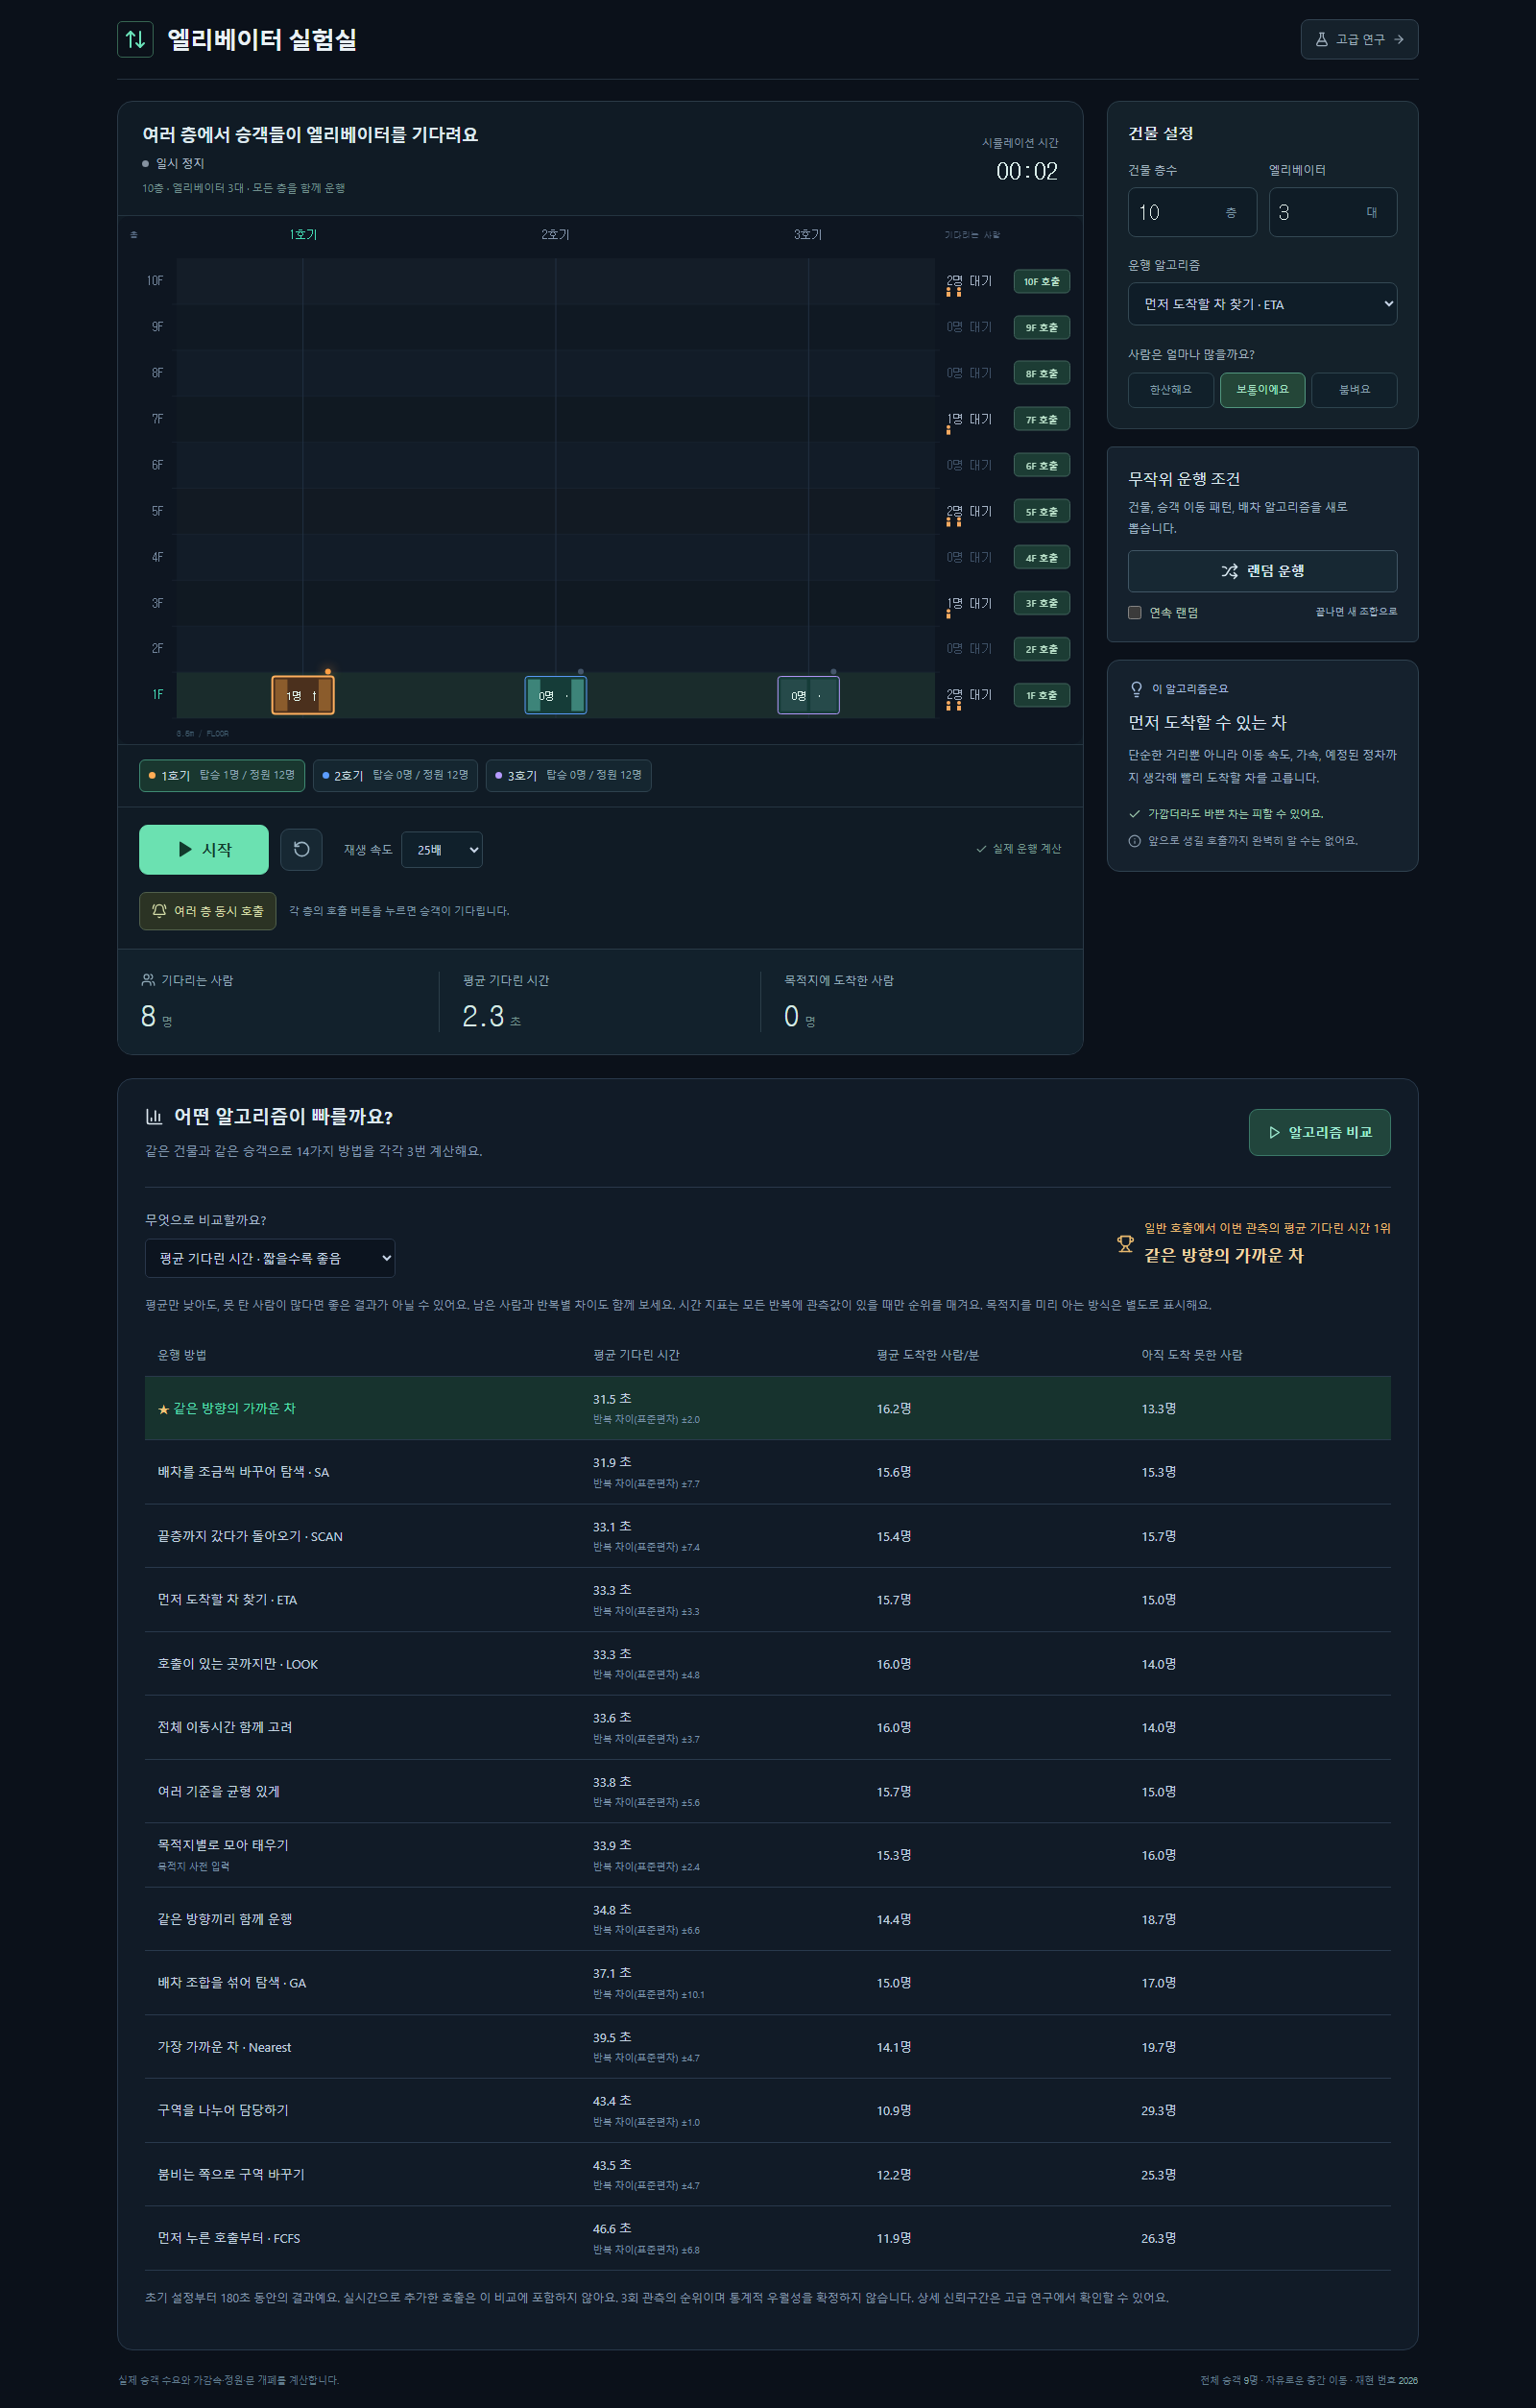 엘리베이터 실험실
고급 연구
여러 층에서 승객들이 엘리베이터를 기다려요
일시 정지
10층 · 엘리베이터 3대 · 모든 층을 함께 운행
시뮬레이션 시간
00:02
층 1호기 2호기 3호기 기다리는 사람
10F 2명 대기 10F 호출
9F 0명 대기 9F 호출
8F 0명 대기 8F 호출
7F 1명 대기 7F 호출
6F 0명 대기 6F 호출
5F 2명 대기 5F 호출
4F 0명 대기 4F 호출
3F 1명 대기 3F 호출
2F 0명 대기 2F 호출
1F 1명 ↑ 0명 · 0명 · 2명 대기 1F 호출
/ FLOOR
1호기 탑승 1명 / 정원 12명 2호기 탑승 0명 / 정원 12명 3호기 탑승 0명 / 정원 12명
시작 재생 속도 25배 실제 운행 계산
여러 층 동시 호출 각 층의 호출 버튼을 누르면 승객이 기다립니다.
기다리는 사람 평균 기다린 시간 목적지에 도착한 사람
8 명 2.3 초 0 명
건물 설정
건물 층수 엘리베이터
10 층 3 대
운행 알고리즘
먼저 도착할 차 찾기 · ETA
사람은 얼마나 많을까요?
한산해요 보통이에요 붐벼요
무작위 운행 조건
건물, 승객 이동 패턴, 배차 알고리즘을 새로
뽑습니다.
랜덤 운행
연속 랜덤 끝나면 새 조합으로
이 알고리즘은요
먼저 도착할 수 있는 차
단순한 거리뿐 아니라 이동 속도, 가속, 예정된 정차까
지 생각해 빨리 도착할 차를 고릅니다.
가깝더라도 바쁜 차는 피할 수 있어요.
앞으로 생길 호출까지 완벽히 알 수는 없어요.
어떤 알고리즘이 빠를까요?
같은 건물과 같은 승객으로 14가지 방법을 각각 3번 계산해요.
알고리즘 비교
무엇으로 비교할까요?
평균 기다린 시간 · 짧을수록 좋음
일반 호출에서 이번 관측의 평균 기다린 시간 1위
같은 방향의 가까운 차
평균만 낮아도, 못 탄 사람이 많다면 좋은 결과가 아닐 수 있어요. 남은 사람과 반복별 차이도 함께 보세요. 시간 지표는 모든 반복에 관측값이 있을 때만 순위를 매겨요. 목적지를 미리 아는 방식은 별도로 표시해요.
운행 방법 평균 기다린 시간 평균 도착한 사람/분 아직 도착 못한 사람
★ 같은 방향의 가까운 차 31.5 초 16.2명 13.3명
반복 차이(표준편차) ±2.0
배차를 조금씩 바꾸어 탐색 · SA 31.9 초 15.6명 15.3명
반복 차이(표준편차) ±7.7
끝층까지 갔다가 돌아오기 · SCAN 33.1 초 15.4명 15.7명
반복 차이(표준편차) ±7.4
먼저 도착할 차 찾기 · ETA 33.3 초 15.7명 15.0명
반복 차이(표준편차) ±3.3
호출이 있는 곳까지만 · LOOK 33.3 초 16.0명 14.0명
반복 차이(표준편차) ±4.8
전체 이동시간 함께 고려 33.6 초 16.0명 14.0명
반복 차이(표준편차) ±3.7
여러 기준을 균형 있게 33.8 초 15.7명 15.0명
반복 차이(표준편차) ±5.6
목적지별로 모아 태우기 33.9 초 15.3명 16.0명
목적지 사전 입력 반복 차이(표준편차) ±2.4
같은 방향끼리 함께 운행 34.8 초 14.4명 18.7명
반복 차이(표준편차) ±6.6
배차 조합을 섞어 탐색 · GA 37.1 초 15.0명 17.0명
반복 차이(표준편차) ±10.1
가장 가까운 차 · Nearest 39.5 초 14.1명 19.7명
반복 차이(표준편차) ±4.7
구역을 나누어 담당하기 43.4 초 10.9명 29.3명
반복 차이(표준편차) ±1.0
붐비는 쪽으로 구역 바꾸기 43.5 초 12.2명 25.3명
반복 차이(표준편차) ±4.7
먼저 누른 호출부터 · FCFS 46.6 초 11.9명 26.3명
반복 차이(표준편차) ±6.8
초기 설정부터 180초 동안의 결과예요. 실시간으로 추가한 호출은 이 비교에 포함하지 않아요. 3회 관측의 순위이며 통계적 우월성을 확정하지 않습니다. 상세 신뢰구간은 고급 연구에서 확인할 수 있어요.
실제 승객 수요와 가감속·정원·문 개폐를 계산합니다.
전체 승객 9명 · 자유로운 층간 이동 · 재현 번호 2026